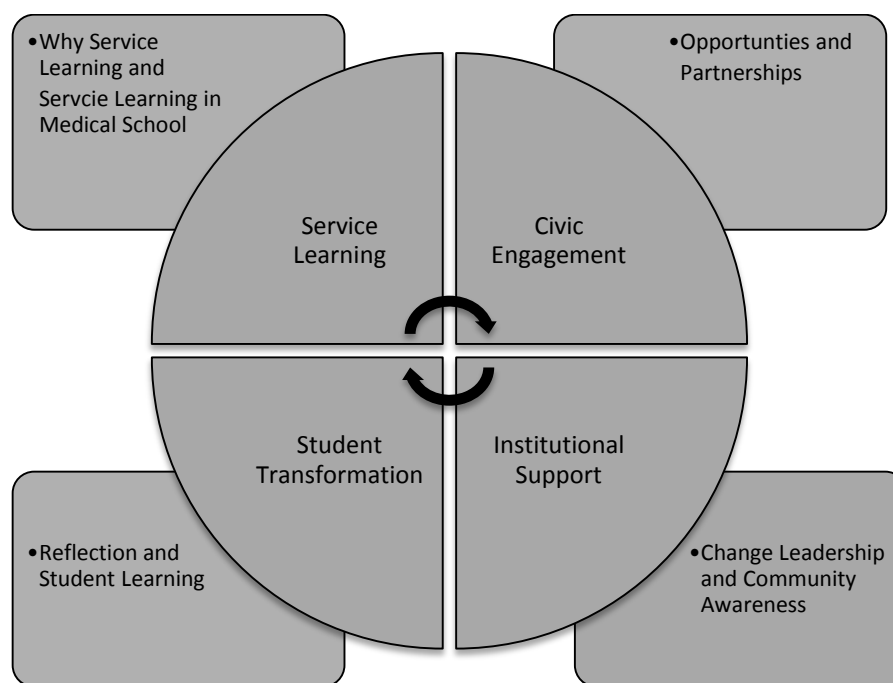 •Why Service
Learning and
Servcie Learning in
Medical School
•Opportunties and
Partnerships
Service
Learning
Civic
Engagement
Student
Transformation
Institutional
Support
•Reflection and
Student Learning
•Change Leadership
and Community
Awareness